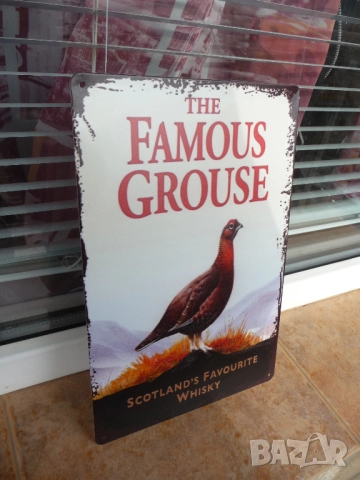 THE
FAMOUS
GROUSE
SCOTLAND'S FAVOURITE
WHISKY
BAZAR